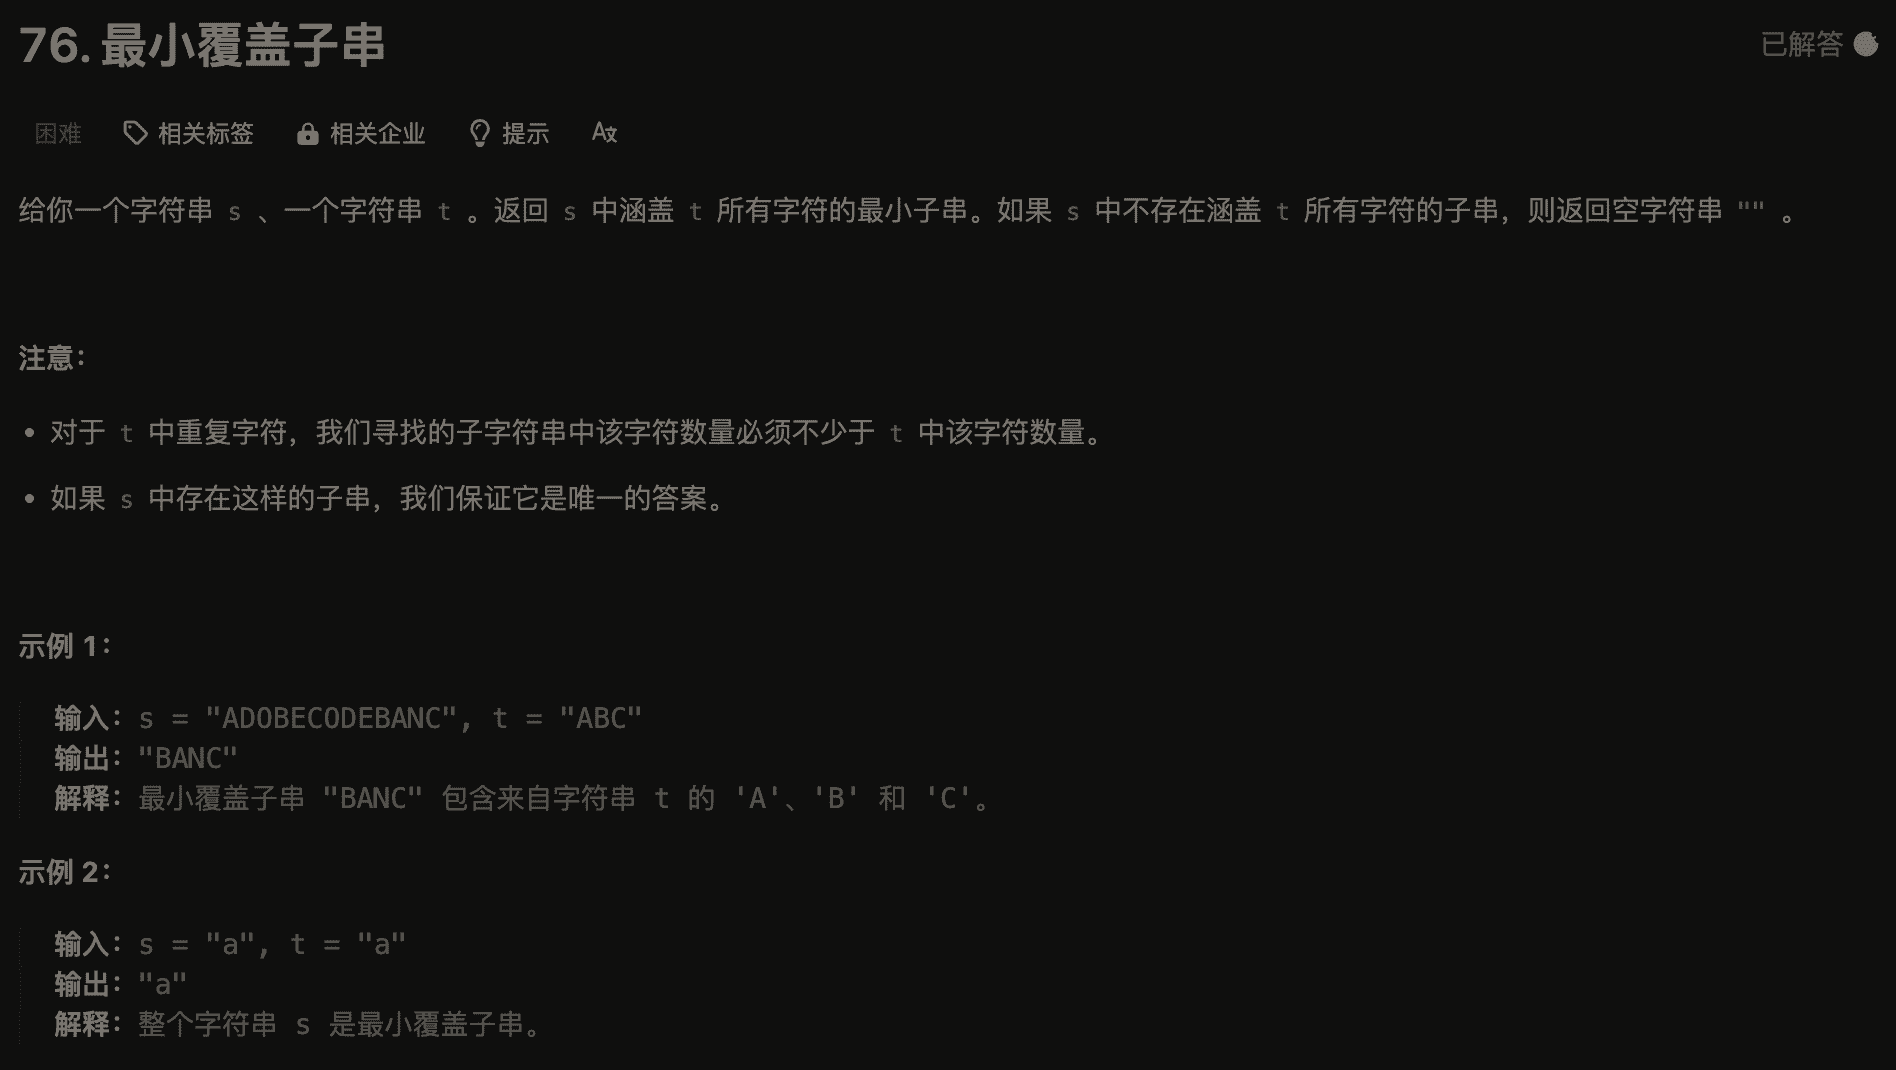 76. 最小覆盖子串
已解答
困难 相关标签 相关企业 提示
给你一个字符串 s 、一个字符串 t 。返回 s 中涵盖 t 所有字符的最小子串。如果 s 中不存在涵盖 t 所有字符的子串，则返回空字符串 "" 。
注意：
• 对于 t 中重复字符，我们寻找的子字符串中该字符数量必须不少于 t 中该字符数量。
• 如果 s 中存在这样的子串，我们保证它是唯一的答案。
示例 1：
输入：s = "ADOBECODEBANC", t = "ABC"
输出："BANC"
解释：最小覆盖子串 "BANC" 包含来自字符串 t 的 'A'、'B' 和 'C'。
示例 2：
输入：s = "a", t = "a"
输出："a"
解释：整个字符串 s 是最小覆盖子串。